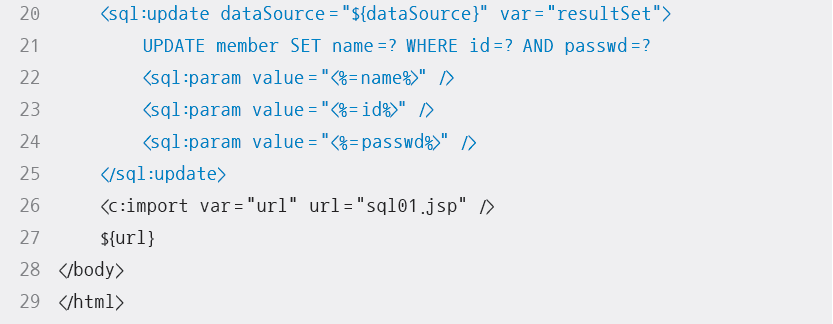 20 <sql:update dataSource="${dataSource}" var="resultSet">
21 UPDATE member SET name=? WHERE id=? AND passwd=?
22 <sql:param value="<%=name%>" />
23 <sql:param value="<%=id%>" />
24 <sql:param value="<%=passwd%>" />
25 </sql:update>
26 <c:import var="url" url="sql01.jsp" />
27 ${url}
28 </body>
29 </html>